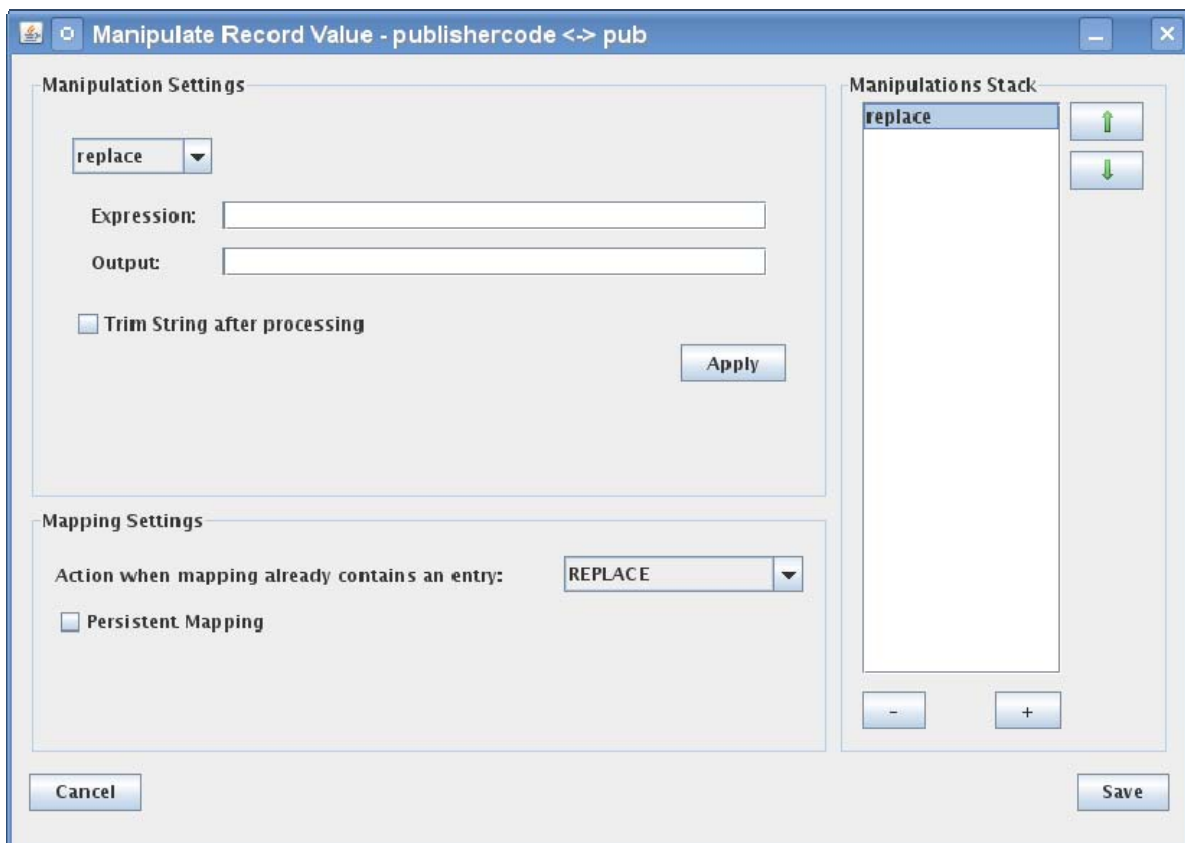 Manipulate Record Value - publishercode <-> pub
Manipulation Settings
replace
Expression:
Output:
Trim String after processing
Apply
Mapping Settings
Action when mapping already contains an entry:
REPLACE
Persistent Mapping
Manipulations Stack
replace
-
+
Cancel
Save